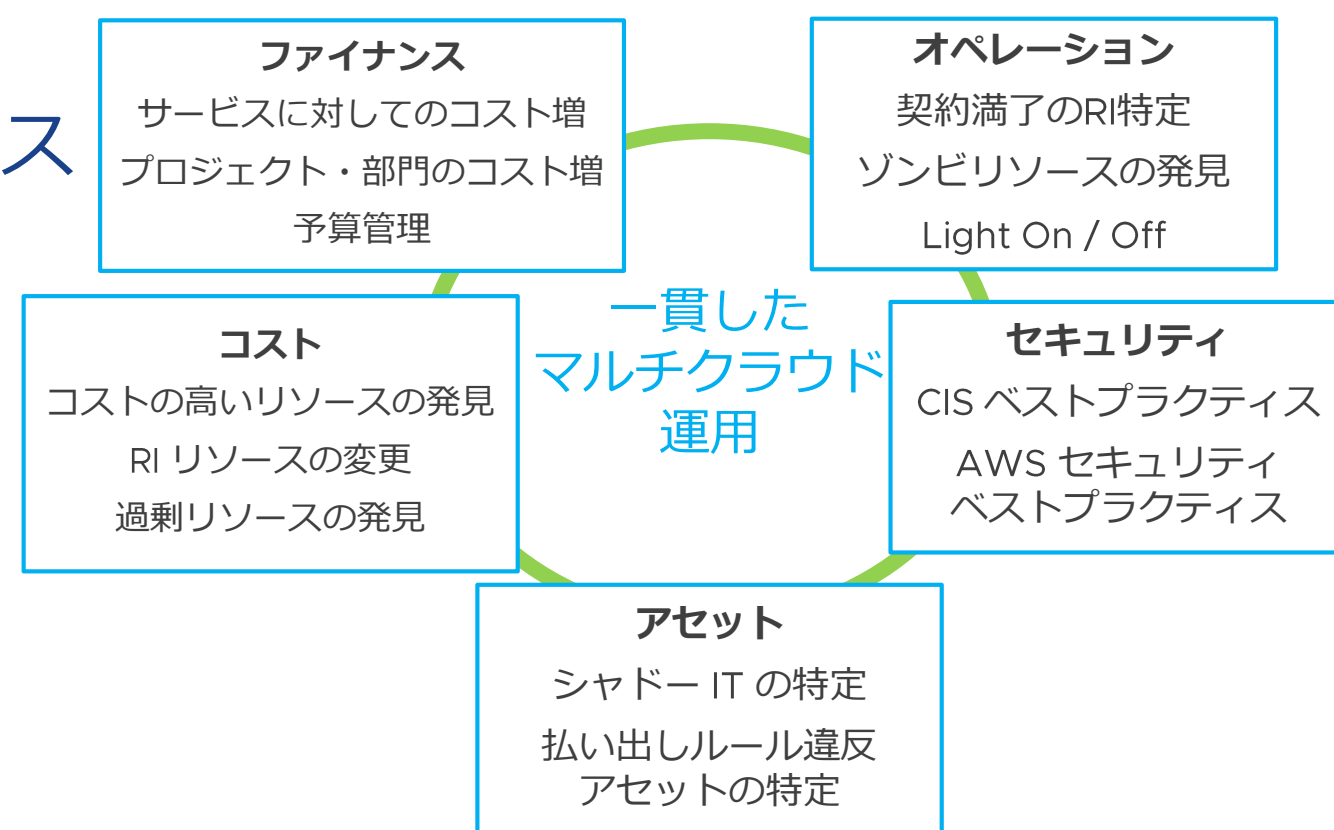 ス
ファイナンス
サービスに対してのコスト増
プロジェクト・部門のコスト増
予算管理
オペレーション
契約満了のRI特定
ゾンビリソースの発見
Light On / Off
一貫した
マルチクラウド
運用
コスト
コストの高いリソースの発見
RI リソースの変更
過剰リソースの発見
セキュリティ
CIS ベストプラクティス
AWS セキュリティ
ベストプラクティス
アセット
シャドー IT の特定
払い出しルール違反
アセットの特定